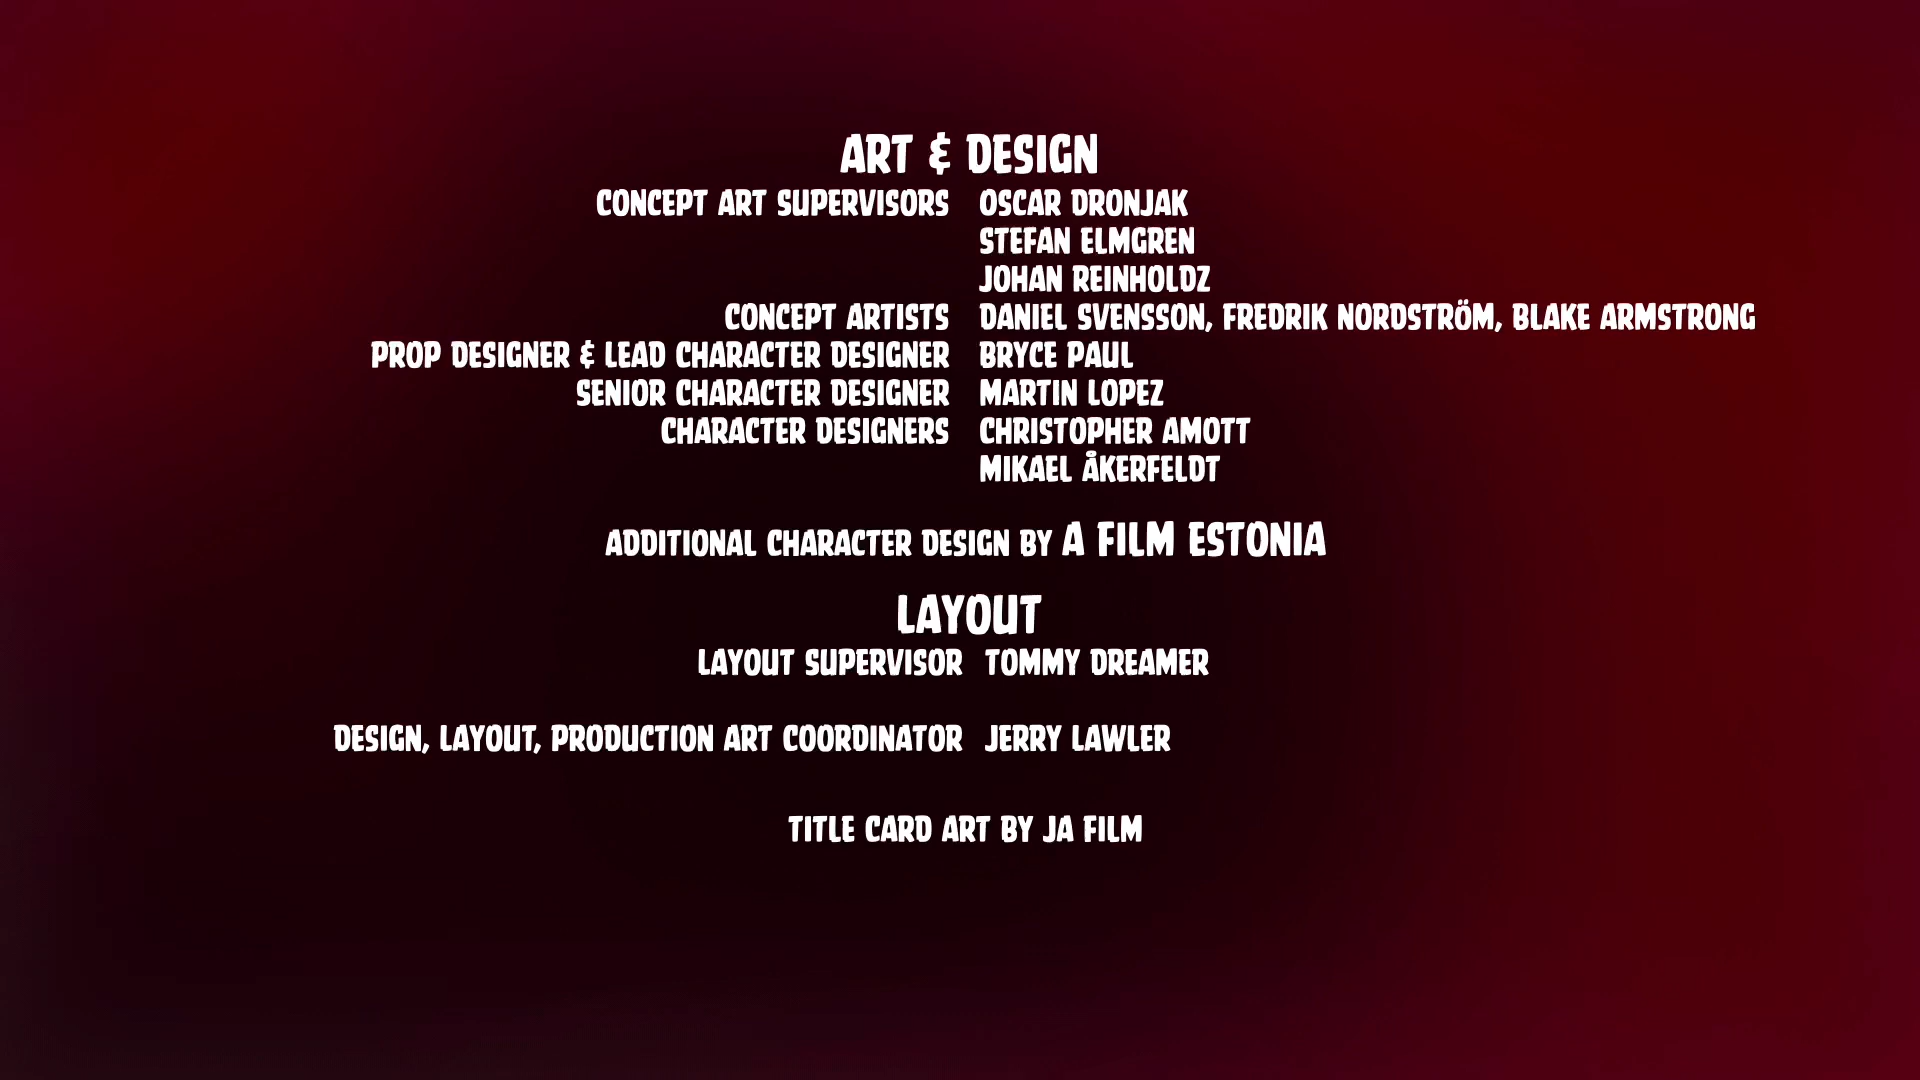 ART & DESIGN
CONCEPT ART SUPERVISORS OSCAR DRONJAK
STEFAN ELMGREN
JOHAN REINHOLDZ
CONCEPT ARTISTS DANIEL SVENSSON, FREDRIK NORDSTRÖM, BLAKE ARMSTRONG
PROP DESIGNER & LEAD CHARACTER DESIGNER BRYCE PAUL
SENIOR CHARACTER DESIGNER MARTIN LOPEZ
CHARACTER DESIGNERS CHRISTOPHER AMOTT
MIKAEL ÅKERFELDT
ADDITIONAL CHARACTER DESIGN BY A FILM ESTONIA
LAYOUT
LAYOUT SUPERVISOR TOMMY DREAMER
DESIGN, LAYOUT, PRODUCTION ART COORDINATOR JERRY LAWLER
TITLE CARD ART BY JA FILM